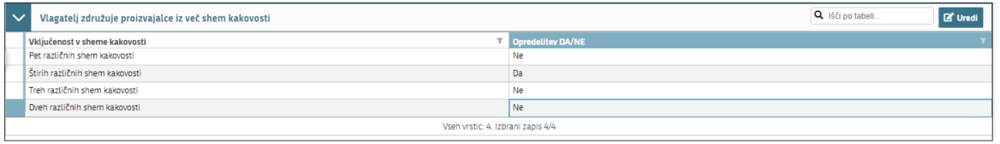 Vlagatelj združuje proizvajalce iz več shem kakovosti
Išči po tabeli...
Uredi
Vključenost v sheme kakovosti Opredelitev DA/NE
Pet različnih shem kakovosti Ne
Štirih različnih shem kakovosti Da
Treh različnih shem kakovosti Ne
Dveh različnih shem kakovosti Ne
Vseh vrstic: 4. Izbrani zapis 4/4